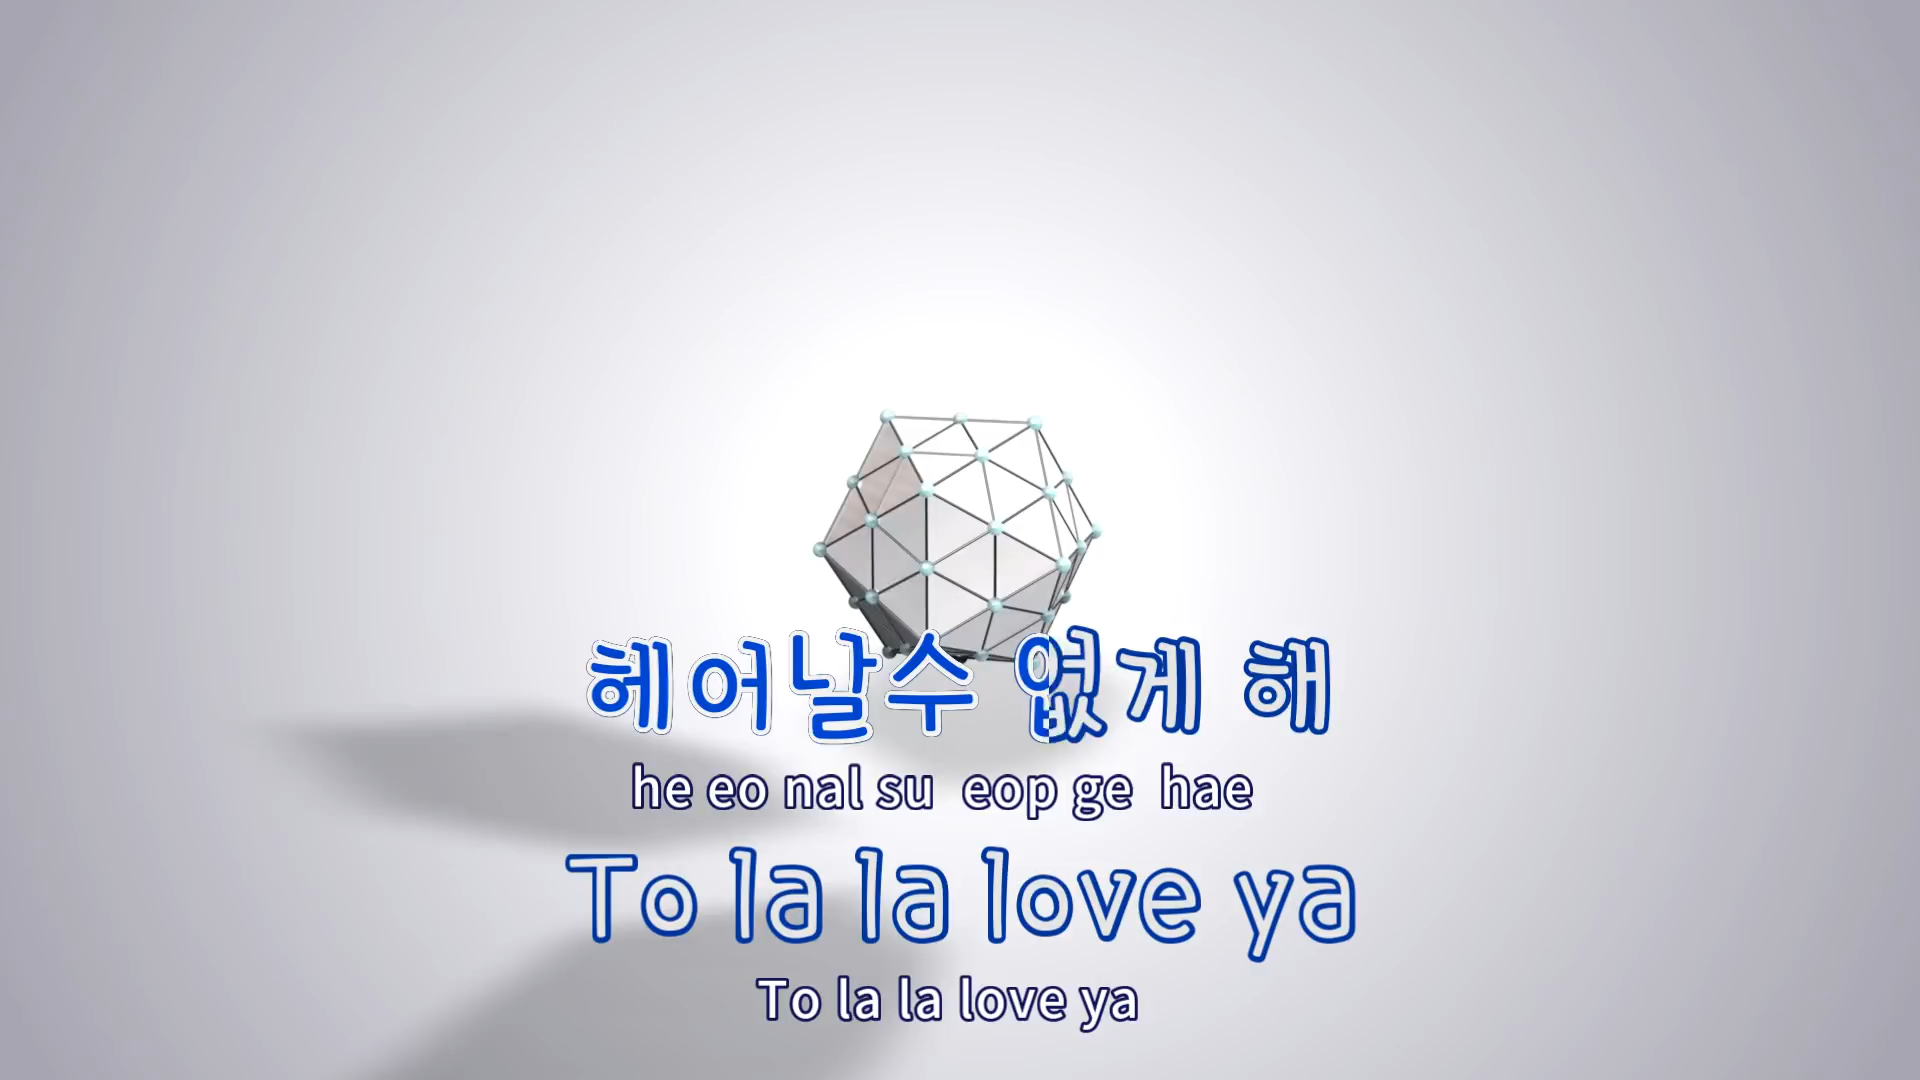 헤어날수 없게 해
he eo nal su eop ge hae
To la la love ya
To la la love ya